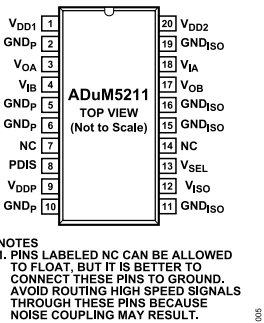 VDD1 1 20 VDD2
GNDP 2 19 GNDISO
VOA 3 18 VIA
VIB 4 17 VOB
GNDP 5 16 GNDISO
GNDP 6 15 GNDISO
NC 7 14 NC
PDIS 8 13 VSEL
VDDP 9 12 VISO
GNDP 10 11 GNDISO
ADuM5211
TOP VIEW
(Not to Scale)
NOTES
1. PINS LABELED NC CAN BE ALLOWED
TO FLOAT, BUT IT IS BETTER TO
CONNECT THESE PINS TO GROUND.
AVOID ROUTING HIGH SPEED SIGNALS
THROUGH THESE PINS BECAUSE
NOISE COUPLING MAY RESULT.
005